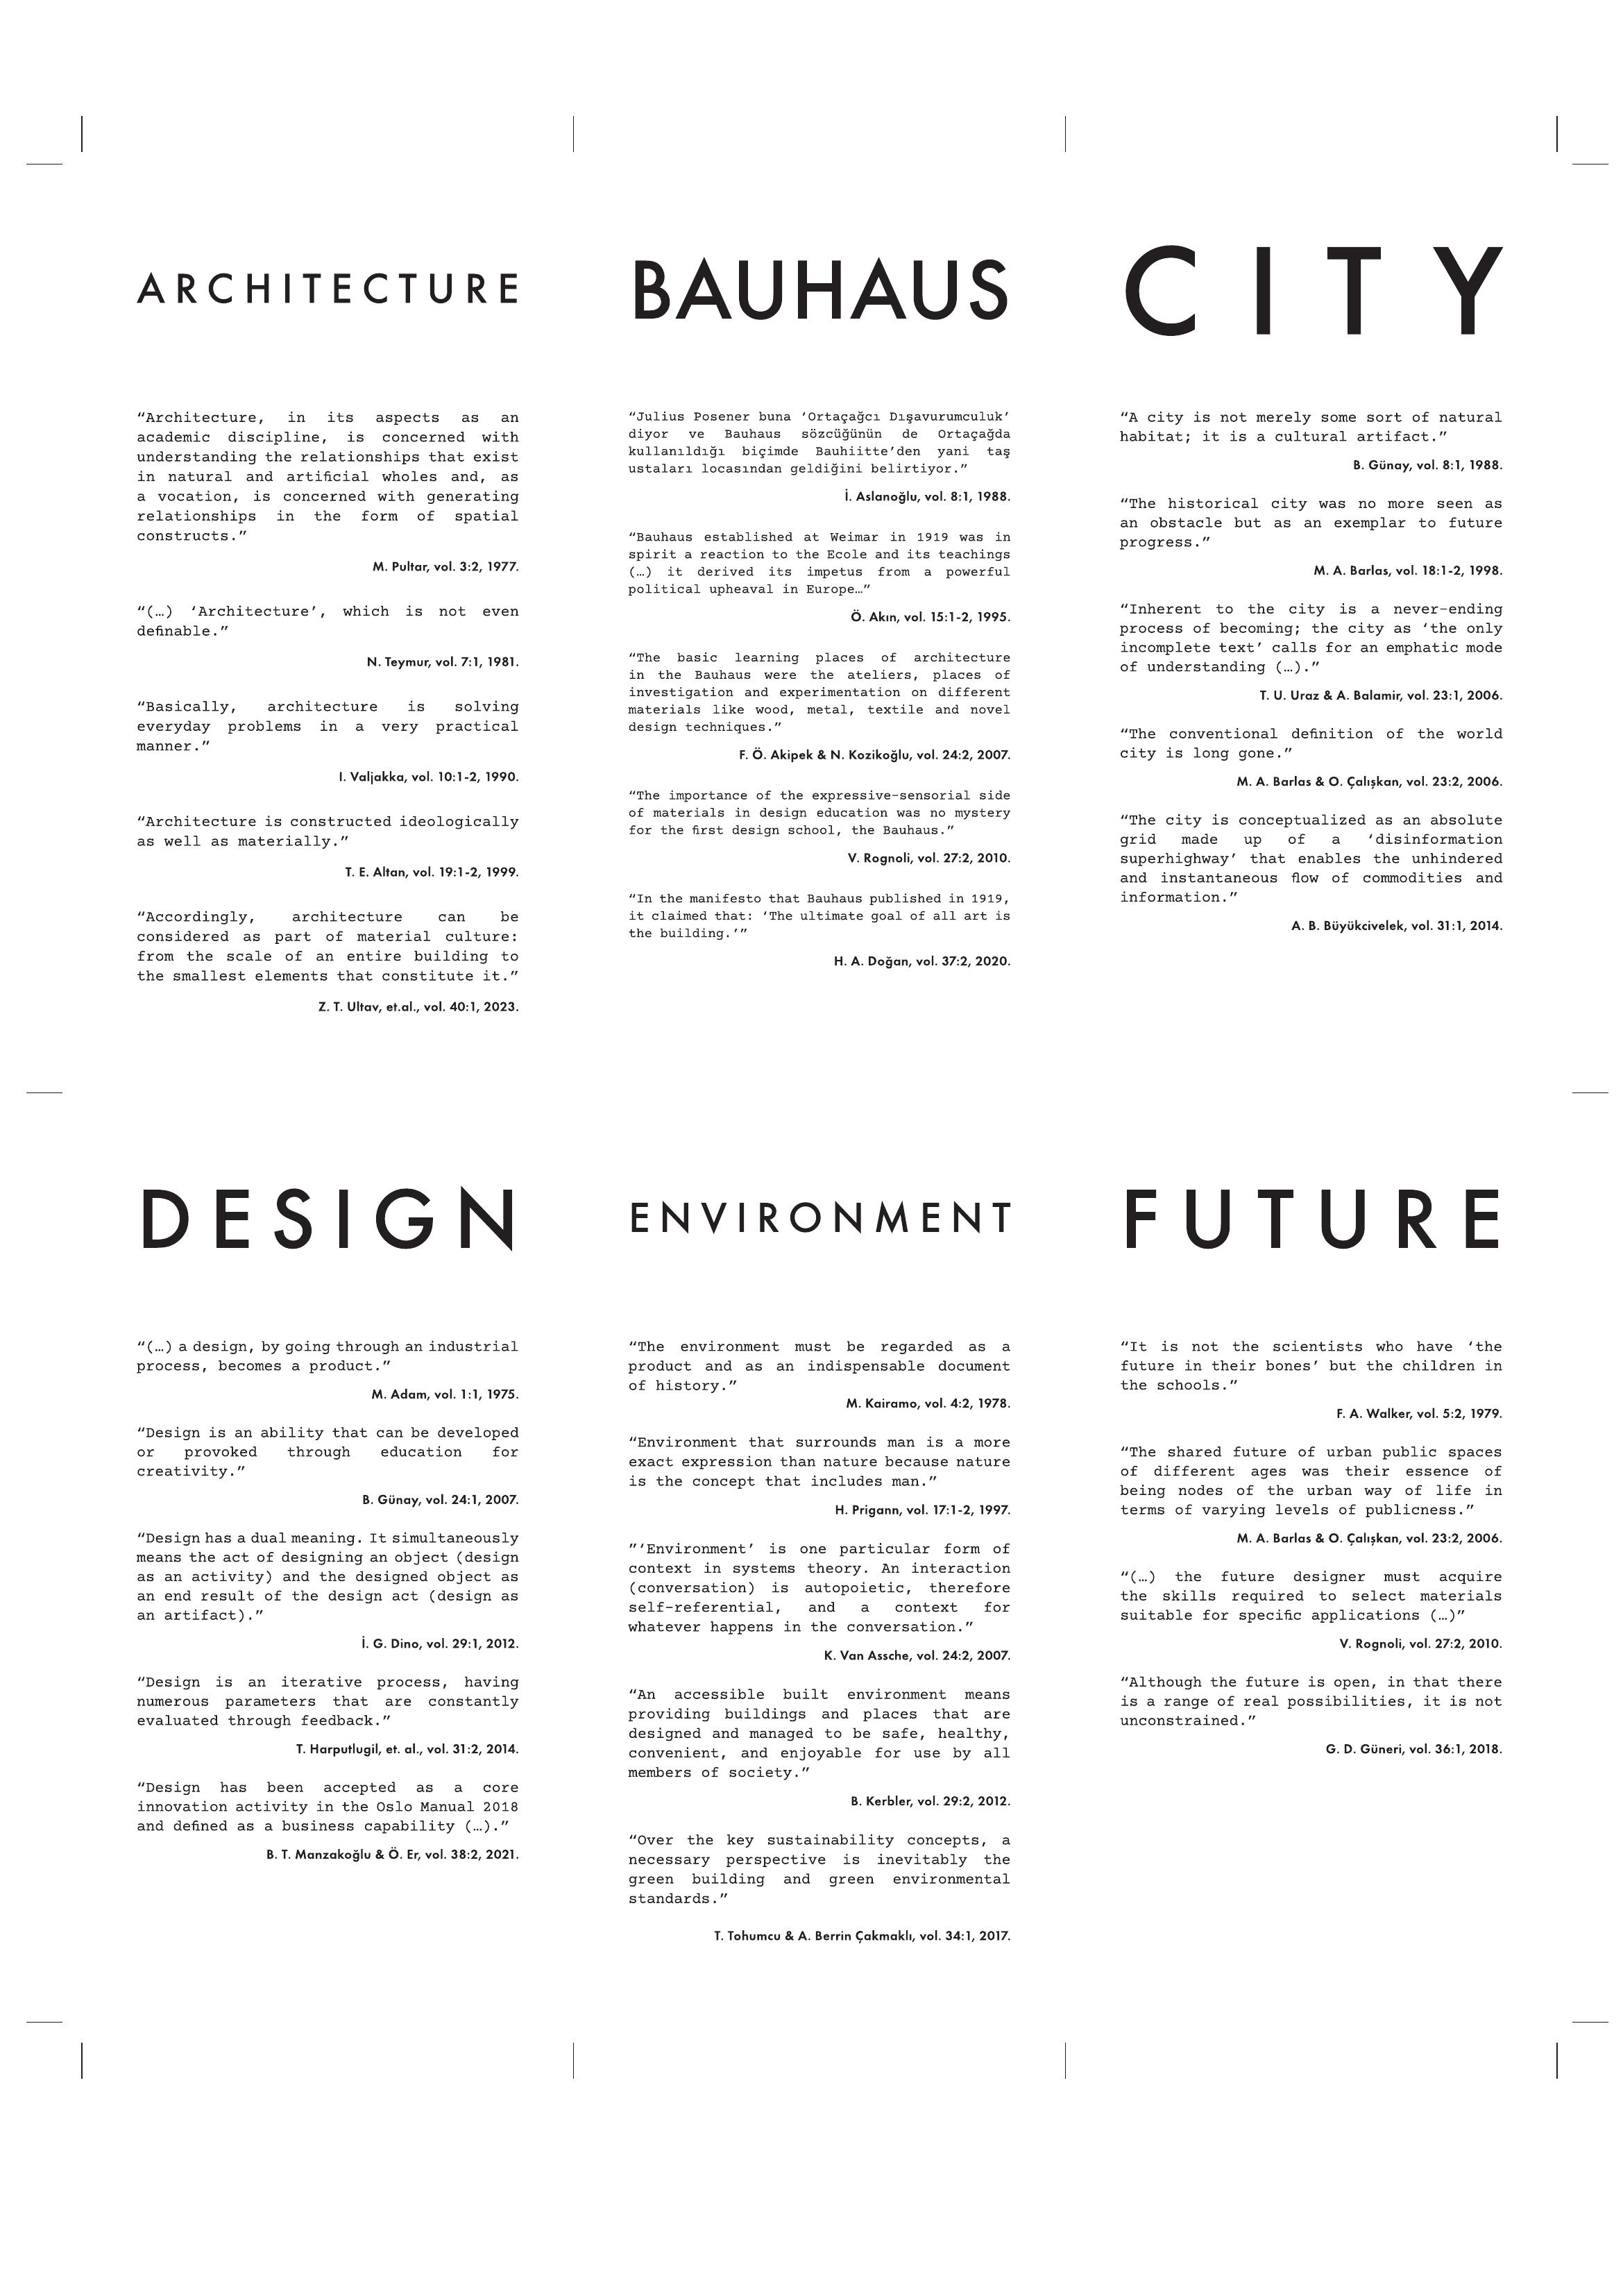 ARCHITECTURE
“Architecture, in its aspects as an
academic discipline, is concerned with
understanding the relationships that exist
in natural and artificial wholes and, as
a vocation, is concerned with generating
relationships in the form of spatial
constructs.”
M. Pultar, vol. 3:2, 1977.
“(…) ‘Architecture’, which is not even
definable.”
N. Teymur, vol. 7:1, 1981.
“Basically, architecture is solving
everyday problems in a very practical
manner.”
I. Valjakka, vol. 10:1-2, 1990.
“Architecture is constructed ideologically
as well as materially.”
T. E. Altan, vol. 19:1-2, 1999.
“Accordingly, architecture can be
considered as part of material culture:
from the scale of an entire building to
the smallest elements that constitute it.”
Z. T. Ultav, et.al., vol. 40:1, 2023.
BAUHAUS
“Julius Posener buna ‘Ortaçağcı Dışavurumculuk’
diyor ve Bauhaus sözcüğünün de Ortaçağda
kullanıldığı biçimde Bauhiitte’den yani taş
ustaları locasından geldiğini belirtiyor.”
İ. Aslanoğlu, vol. 8:1, 1988.
“Bauhaus established at Weimar in 1919 was in
spirit a reaction to the Ecole and its teachings
(…) it derived its impetus from a powerful
political upheaval in Europe…”
Ö. Akın, vol. 15:1-2, 1995.
“The basic learning places of architecture
in the Bauhaus were the ateliers, places of
investigation and experimentation on different
materials like wood, metal, textile and novel
design techniques.”
F. Ö. Akipek & N. Kozikoğlu, vol. 24:2, 2007.
“The importance of the expressive-sensorial side
of materials in design education was no mystery
for the first design school, the Bauhaus.”
V. Rognoli, vol. 27:2, 2010.
“In the manifesto that Bauhaus published in 1919,
it claimed that: ‘The ultimate goal of all art is
the building.’”
H. A. Doğan, vol. 37:2, 2020.
CITY
“A city is not merely some sort of natural
habitat; it is a cultural artifact.”
B. Günay, vol. 8:1, 1988.
“The historical city was no more seen as
an obstacle but as an exemplar to future
progress.”
M. A. Barlas, vol. 18:1-2, 1998.
“Inherent to the city is a never-ending
process of becoming; the city as ‘the only
incomplete text’ calls for an emphatic mode
of understanding (…).”
T. U. Uraz & A. Balamir, vol. 23:1, 2006.
“The conventional definition of the world
city is long gone.”
M. A. Barlas & O. Çalışkan, vol. 23:2, 2006.
“The city is conceptualized as an absolute
grid made up of a ‘disinformation
superhighway’ that enables the unhindered
and instantaneous flow of commodities and
information.”
A. B. Büyükcivelek, vol. 31:1, 2014.
DESIGN
“(…) a design, by going through an industrial
process, becomes a product.”
M. Adam, vol. 1:1, 1975.
“Design is an ability that can be developed
or provoked through education for
creativity.”
B. Günay, vol. 24:1, 2007.
“Design has a dual meaning. It simultaneously
means the act of designing an object (design
as an activity) and the designed object as
an end result of the design act (design as
an artifact).”
İ. G. Dino, vol. 29:1, 2012.
“Design is an iterative process, having
numerous parameters that are constantly
evaluated through feedback.”
T. Harputlugil, et. al., vol. 31:2, 2014.
“Design has been accepted as a core
innovation activity in the Oslo Manual 2018
and defined as a business capability (…).”
B. T. Manzakoğlu & Ö. Er, vol. 38:2, 2021.
ENVIRONMENT
“The environment must be regarded as a
product and as an indispensable document
of history.”
M. Kairamo, vol. 4:2, 1978.
“Environment that surrounds man is a more
exact expression than nature because nature
is the concept that includes man.”
H. Prigann, vol. 17:1-2, 1997.
”‘Environment’ is one particular form of
context in systems theory. An interaction
(conversation) is autopoietic, therefore
self-referential, and a context for
whatever happens in the conversation.”
K. Van Assche, vol. 24:2, 2007.
“An accessible built environment means
providing buildings and places that are
designed and managed to be safe, healthy,
convenient, and enjoyable for use by all
members of society.”
B. Kerbler, vol. 29:2, 2012.
“Over the key sustainability concepts, a
necessary perspective is inevitably the
green building and green environmental
standards.”
T. Tohumcu & A. Berrin Çakmaklı, vol. 34:1, 2017.
FUTURE
“It is not the scientists who have ‘the
future in their bones’ but the children in
the schools.”
F. A. Walker, vol. 5:2, 1979.
“The shared future of urban public spaces
of different ages was their essence of
being nodes of the urban way of life in
terms of varying levels of publicness.”
M. A. Barlas & O. Çalışkan, vol. 23:2, 2006.
“(…) the future designer must acquire
the skills required to select materials
suitable for specific applications (…)”
V. Rognoli, vol. 27:2, 2010.
“Although the future is open, in that there
is a range of real possibilities, it is not
unconstrained.”
G. D. Güneri, vol. 36:1, 2018.